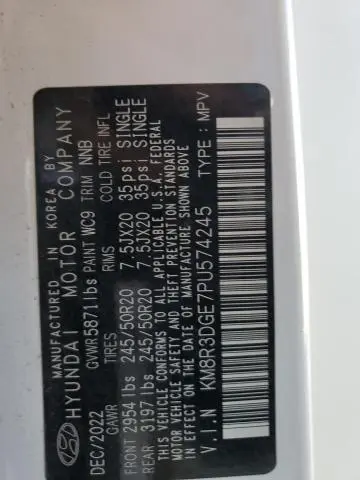 MANUFACTURED IN KOREA BY
HYUNDAI MOTOR COMPANY
GVWR 5871 lbs PAINT WC9 TRIM NNB
DEC/2022 GAWR TIRES RIMS COLD TIRE INFL
FRONT 2954 lbs 245/50R20 7.5JX20 35psi SINGLE
REAR 3197 lbs 245/50R20 7.5JX20 35psi SINGLE
THIS VEHICLE CONFORMS TO ALL APPLICABLE U.S.A. FEDERAL
MOTOR VEHICLE SAFETY AND THEFT PREVENTION STANDARDS
IN EFFECT ON THE DATE OF MANUFACTURE SHOWN ABOVE
V.I.N KM8R3DGE7PU574245 TYPE: MPV